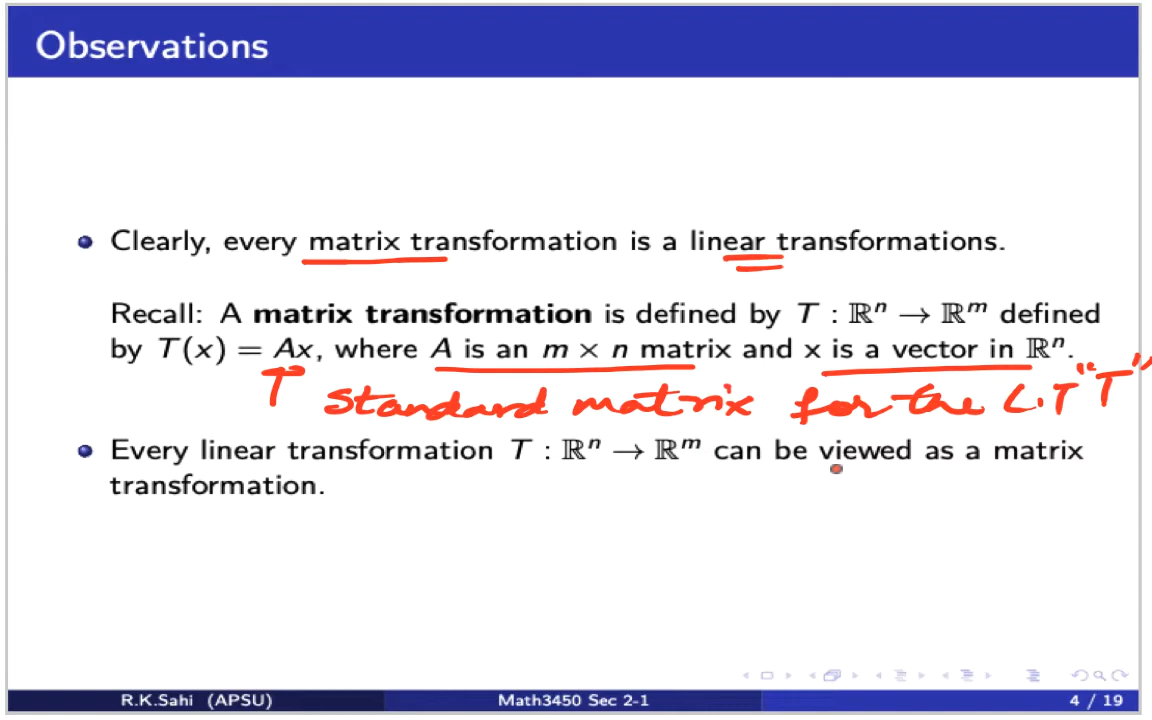 Observations
Clearly, every matrix transformation is a linear transformations.
Recall: A matrix transformation is defined by T : ℝⁿ → ℝᵐ defined
by T(x) = Ax, where A is an m × n matrix and x is a vector in ℝⁿ.
standard matrix for the L.T "T"
Every linear transformation T : ℝⁿ → ℝᵐ can be viewed as a matrix
transformation.
R.K.Sahi (APSU) Math3450 Sec 2-1 4 / 19